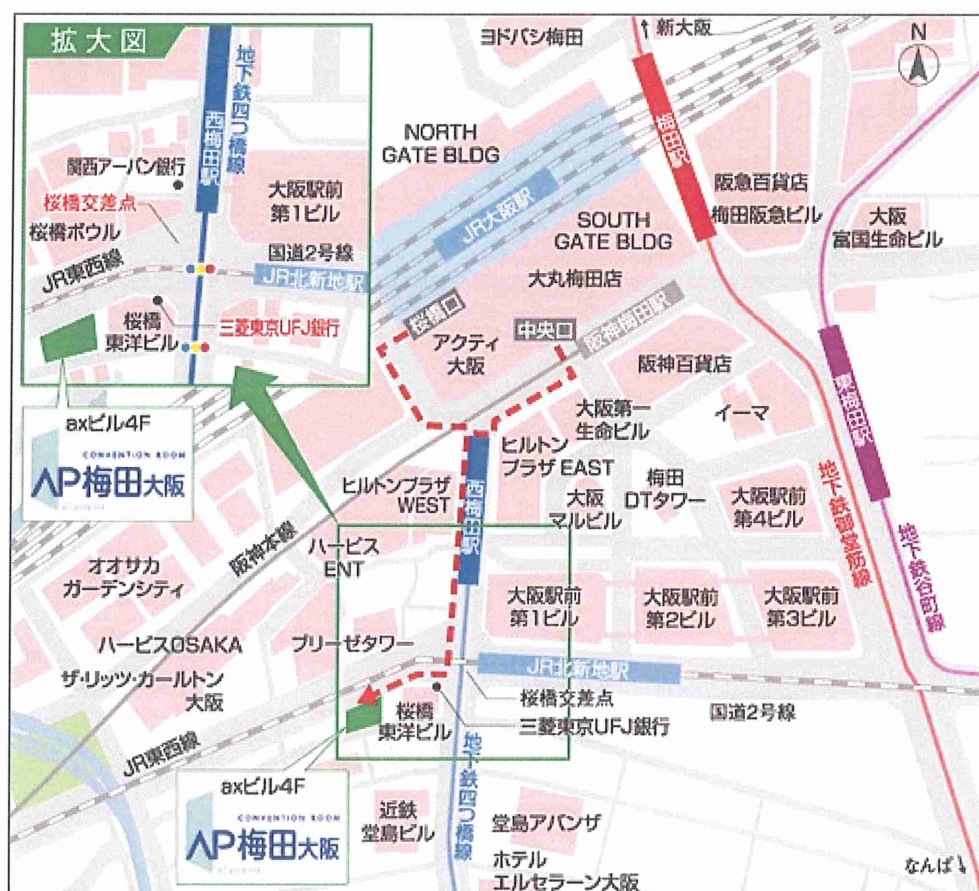 拡大図
地下鉄四つ橋線
西梅田駅
関西アーバン銀行
桜橋交差点
桜橋ボウル
大阪駅前
第1ビル
国道2号線
JR東西線
JR北新地駅
桜橋
東洋ビル
三菱東京UFJ銀行
axビル4F
CONVENTION ROOM
AP梅田大阪
ヨドバシ梅田
新大阪
N
NORTH
GATE BLDG
梅田駅
JR大阪駅
SOUTH
GATE BLDG
阪急百貨店
梅田阪急ビル
大阪
富国生命ビル
大丸梅田店
桜橋口
中央口
阪神梅田駅
アクティ
大阪
阪神百貨店
東梅田駅
大阪第一
生命ビル
イーマ
ヒルトン
プラザ EAST
ヒルトンプラザ
WEST
西梅田駅
大阪
マルビル
梅田
DTタワー
大阪駅前
第4ビル
地下鉄御堂筋線
地下鉄谷町線
阪神本線
ハービス
ENT
オオサカ
ガーデンシティ
大阪駅前
第1ビル
大阪駅前
第2ビル
大阪駅前
第3ビル
ハービスOSAKA
ブリーゼタワー
ザ・リッツ・カールトン
大阪
JR北新地駅
桜橋交差点
国道2号線
桜橋
東洋ビル
三菱東京UFJ銀行
JR東西線
地下鉄四つ橋線
axビル4F
CONVENTION ROOM
AP梅田大阪
近鉄
堂島ビル
堂島アバンザ
ホテル
エルセラーン大阪
なんば